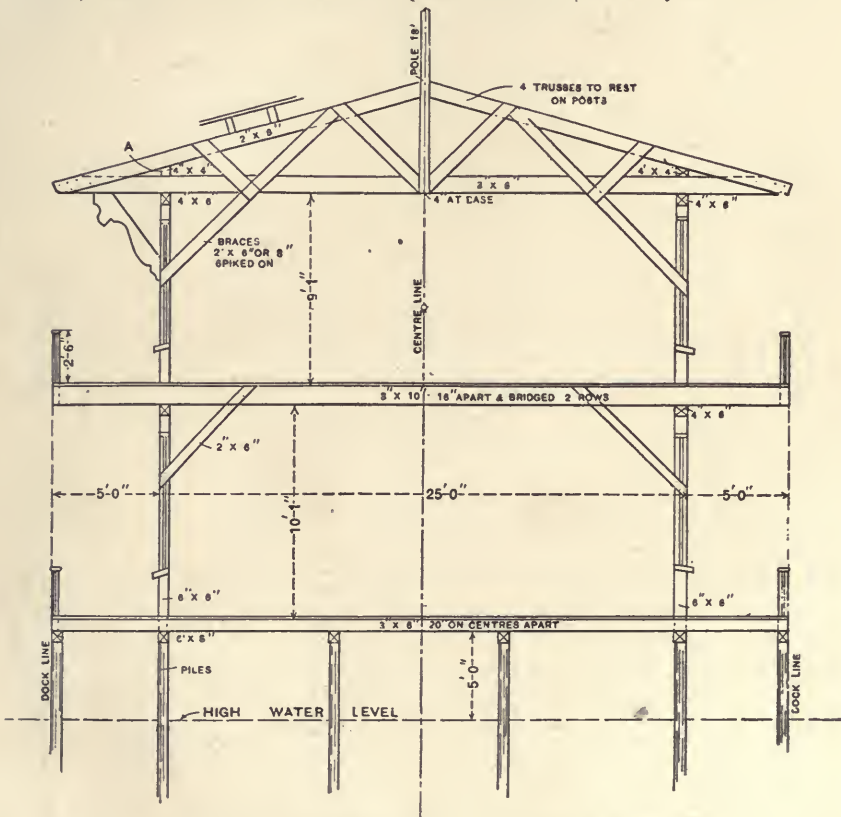 POLE 18'
4 TRUSSES TO REST
ON POSTS
2" X 8"
A
4" X 4'
4' X 4"
3 X 6"
4" X 6"
4" AT BASE
4" X 6"
BRACES
2' X 6" OR 8"
SPIKED ON
9'-1"
CENTRE LINE
2'-6"
3" X 10" - 16" APART & BRIDGED 2 ROWS
4" X 6"
2" X 6"
5'-0"
25'-0"
5'-0"
10'-1"
6" X 6"
6" X 6"
3" X 8" 20" ON CENTRES APART
DOCK LINE
PILES
5'-0"
DOCK LINE
HIGH WATER LEVEL